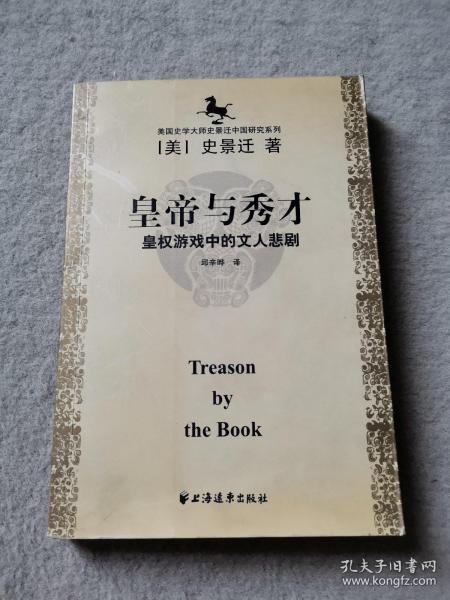 美国史学大师史景迁中国研究系列
|美| 史景迁 著
皇帝与秀才
皇权游戏中的文人悲剧
邱辛晔 译
Treason
by
the Book
上海远东出版社
孔夫子旧书网
www.kongfz.com